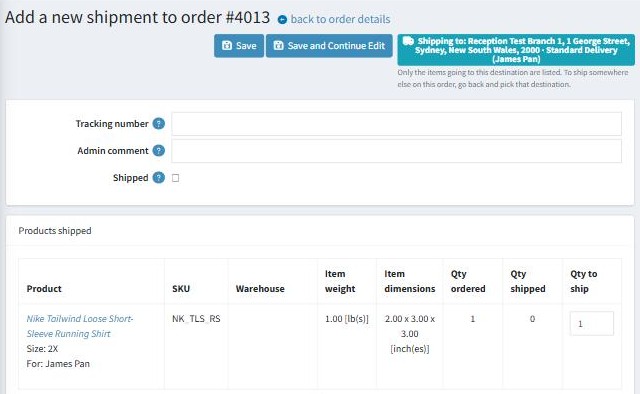 Add a new shipment to order #4013 back to order details
Save Save and Continue Edit
Shipping to: Reception Test Branch 1, 1 George Street,
Sydney, New South Wales, 2000 - Standard Delivery
(James Pan)
Only the items going to this destination are listed. To ship somewhere
else on this order, go back and pick that destination.
Tracking number ?
Admin comment ?
Shipped ?
Products shipped
Product SKU Warehouse Item weight Item dimensions Qty ordered Qty shipped Qty to ship
Nike Tailwind Loose Short-
Sleeve Running Shirt
Size: 2X
For: James Pan
NK_TLS_RS
1.00 [lb(s)]
2.00 x 3.00 x
3.00
[inch(es)]
1
0
1